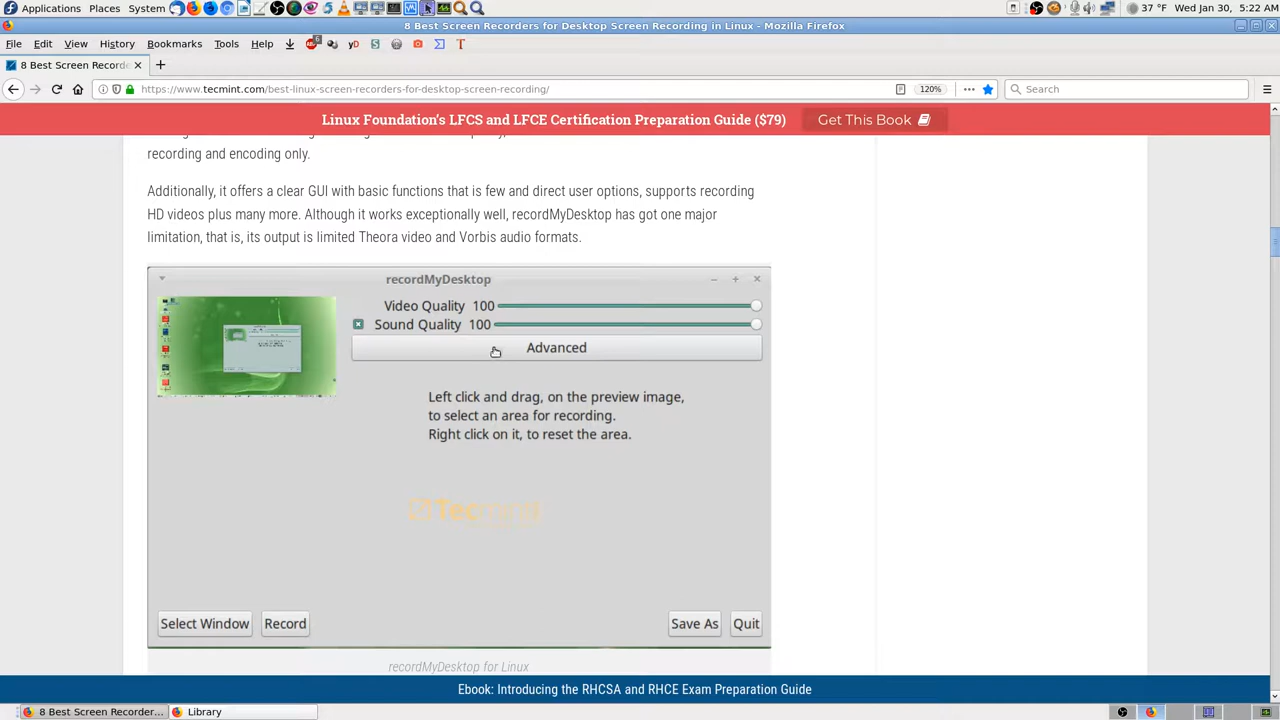 Applications Places System
37 °F Wed Jan 30, 5:22 AM
8 Best Screen Recorders for Desktop Screen Recording in Linux - Mozilla Firefox
File Edit View History Bookmarks Tools Help
8 Best Screen Recorde
https://www.tecmint.com/best-linux-screen-recorders-for-desktop-screen-recording/
120%
Search
Linux Foundation's LFCS and LFCE Certification Preparation Guide ($79)
Get This Book
recording and encoding only.
Additionally, it offers a clear GUI with basic functions that is few and direct user options, supports recording
HD videos plus many more. Although it works exceptionally well, recordMyDesktop has got one major
limitation, that is, its output is limited Theora video and Vorbis audio formats.
recordMyDesktop
Video Quality 100
Sound Quality 100
Advanced
Left click and drag, on the preview image,
to select an area for recording.
Right click on it, to reset the area.
Select Window
Record
Save As
Quit
recordMyDesktop for Linux
Ebook: Introducing the RHCSA and RHCE Exam Preparation Guide
8 Best Screen Recorder...
Library